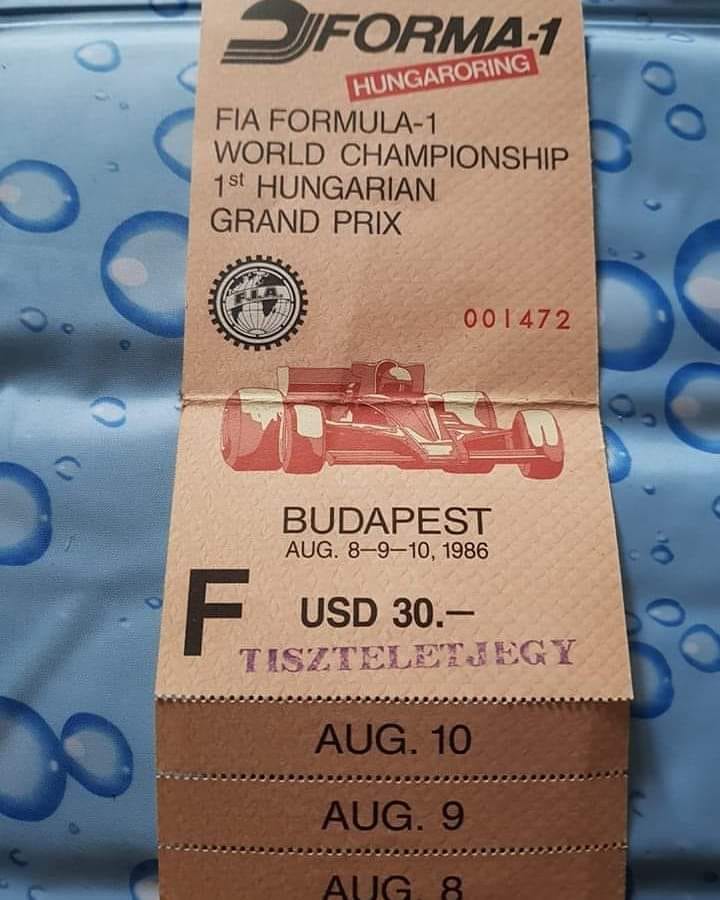 FORMA-1
HUNGARORING
FIA FORMULA-1
WORLD CHAMPIONSHIP
1st HUNGARIAN
GRAND PRIX
F.I.A.
001472
BUDAPEST
AUG. 8–9–10, 1986
F
USD 30.–
TISZTELETJEGY
AUG. 10
AUG. 9
AUG. 8